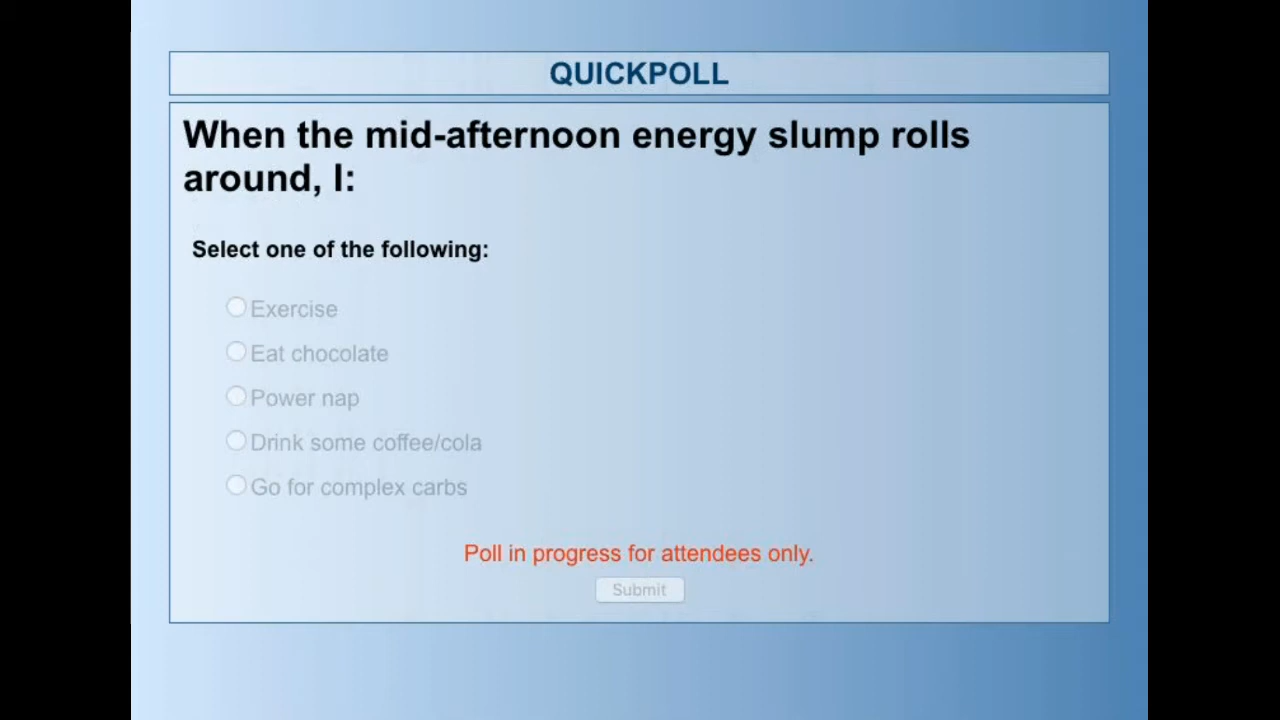 QUICKPOLL
When the mid-afternoon energy slump rolls
around, I:
Select one of the following:
Exercise
Eat chocolate
Power nap
Drink some coffee/cola
Go for complex carbs
Poll in progress for attendees only.
Submit